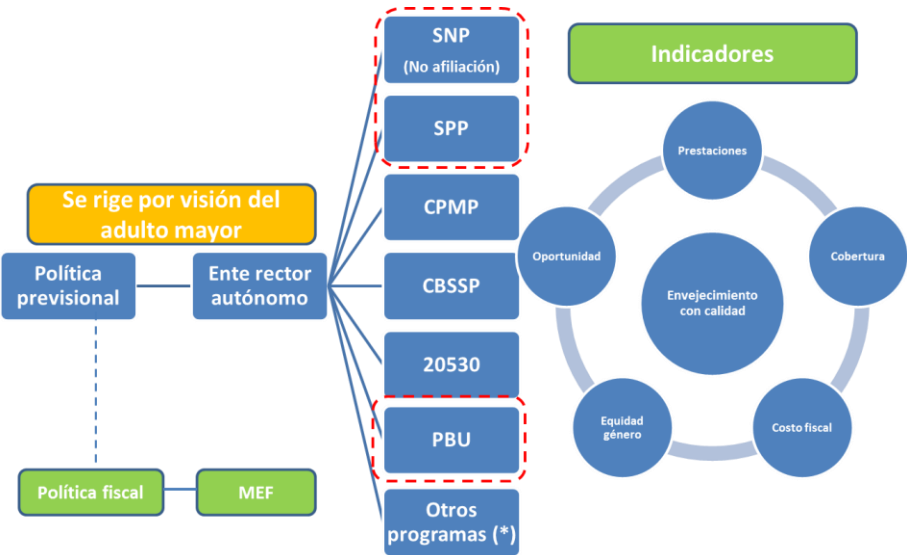 Se rige por visión del
adulto mayor
Política
previsional
Ente rector
autónomo
Política fiscal
MEF
SNP
(No afiliación)
SPP
CPMP
CBSSP
20530
PBU
Otros
programas (*)
Indicadores
Prestaciones
Oportunidad
Cobertura
Envejecimiento
con calidad
Equidad
género
Costo fiscal